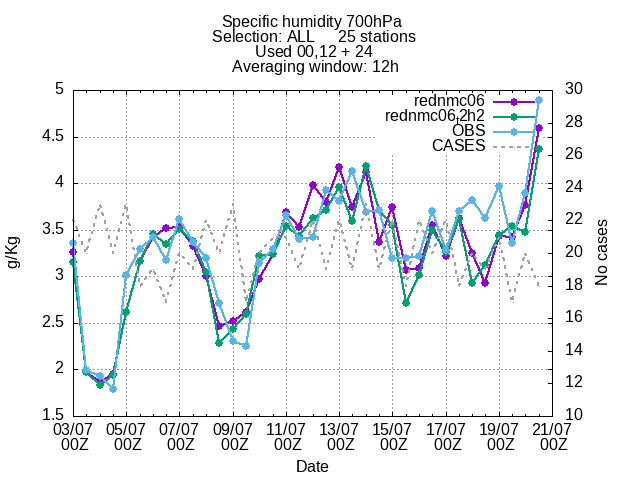 Specific humidity 700hPa
Selection: ALL     25 stations
Used 00,12 + 24
Averaging window: 12h
rednmc06
rednmc06,2h2
OBS
CASES
5
4.5
4
3.5
3
2.5
2
1.5
g/Kg
30
28
26
24
22
20
18
16
14
12
10
No cases
03/07 05/07 07/07 09/07 11/07 13/07 15/07 17/07 19/07 21/07
00Z 00Z 00Z 00Z 00Z 00Z 00Z 00Z 00Z 00Z
Date